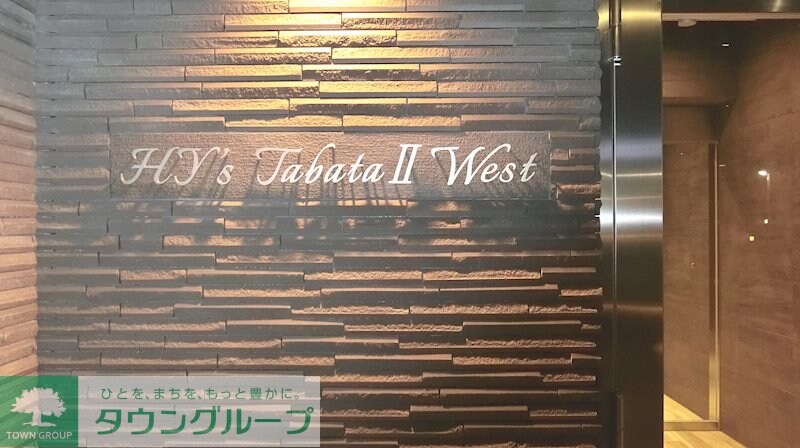 HY's Tabata II West
ひとを、まちを、もっと豊かに。
タウングループ
TOWN GROUP